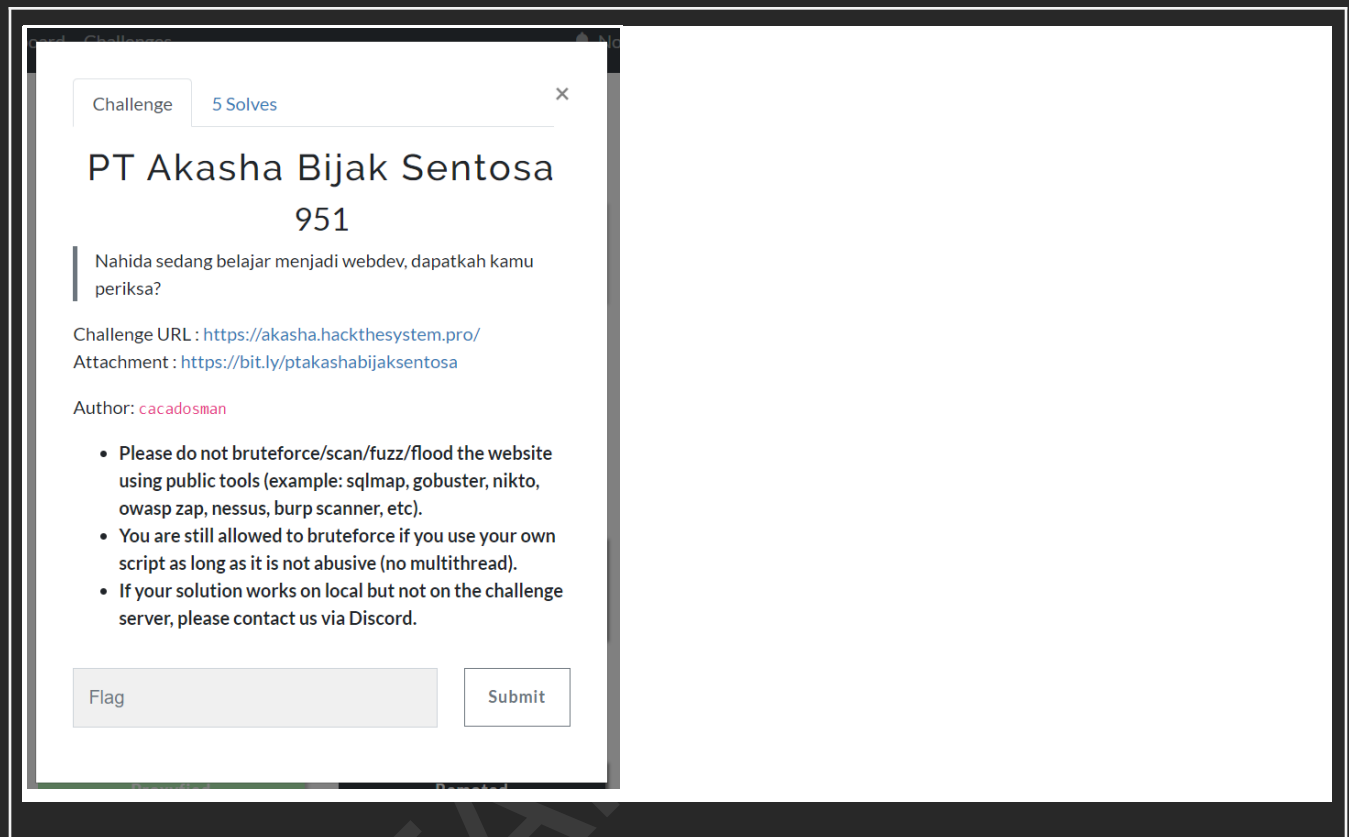 Challenges
Challenge
5 Solves
×
PT Akasha Bijak Sentosa
951
Nahida sedang belajar menjadi webdev, dapatkah kamu
periksa?
Challenge URL : https://akasha.hackthesystem.pro/
Attachment : https://bit.ly/ptakashabijaksentosa
Author: cacadosman
• Please do not bruteforce/scan/fuzz/flood the website
using public tools (example: sqlmap, gobuster, nikto,
owasp zap, nessus, burp scanner, etc).
• You are still allowed to bruteforce if you use your own
script as long as it is not abusive (no multithread).
• If your solution works on local but not on the challenge
server, please contact us via Discord.
Flag
Submit